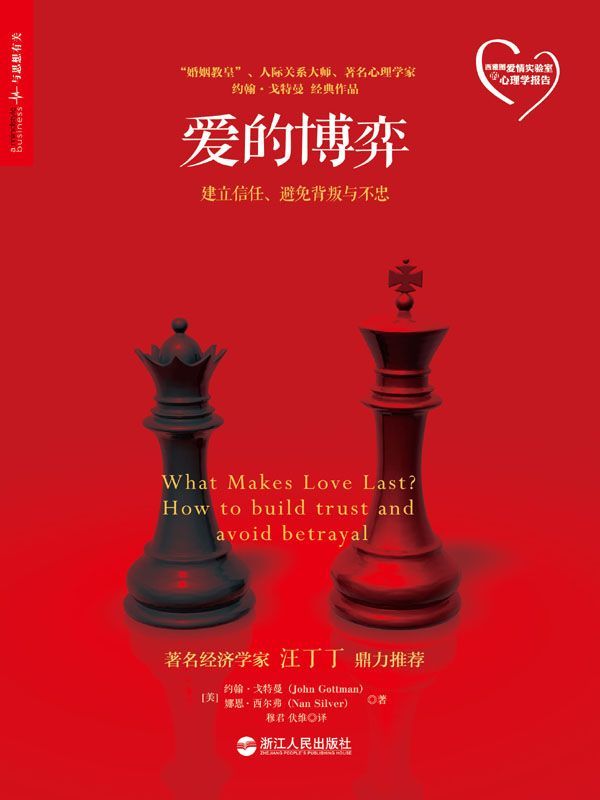 与思想有关
a mindstyle business
“婚姻教皇”、人际关系大师、著名心理学家
约翰·戈特曼 经典作品
西雅图爱情实验室
的心理学报告
爱的博弈
建立信任、避免背叛与不忠
What Makes Love Last?
How to build trust and
avoid betrayal
著名经济学家 汪丁丁 鼎力推荐
[美] 约翰·戈特曼（John Gottman）
娜恩·西尔弗（Nan Silver） ◎著
穆君 伏维◎译
浙江人民出版社
ZHEJIANG PEOPLE'S PUBLISHING HOUSE